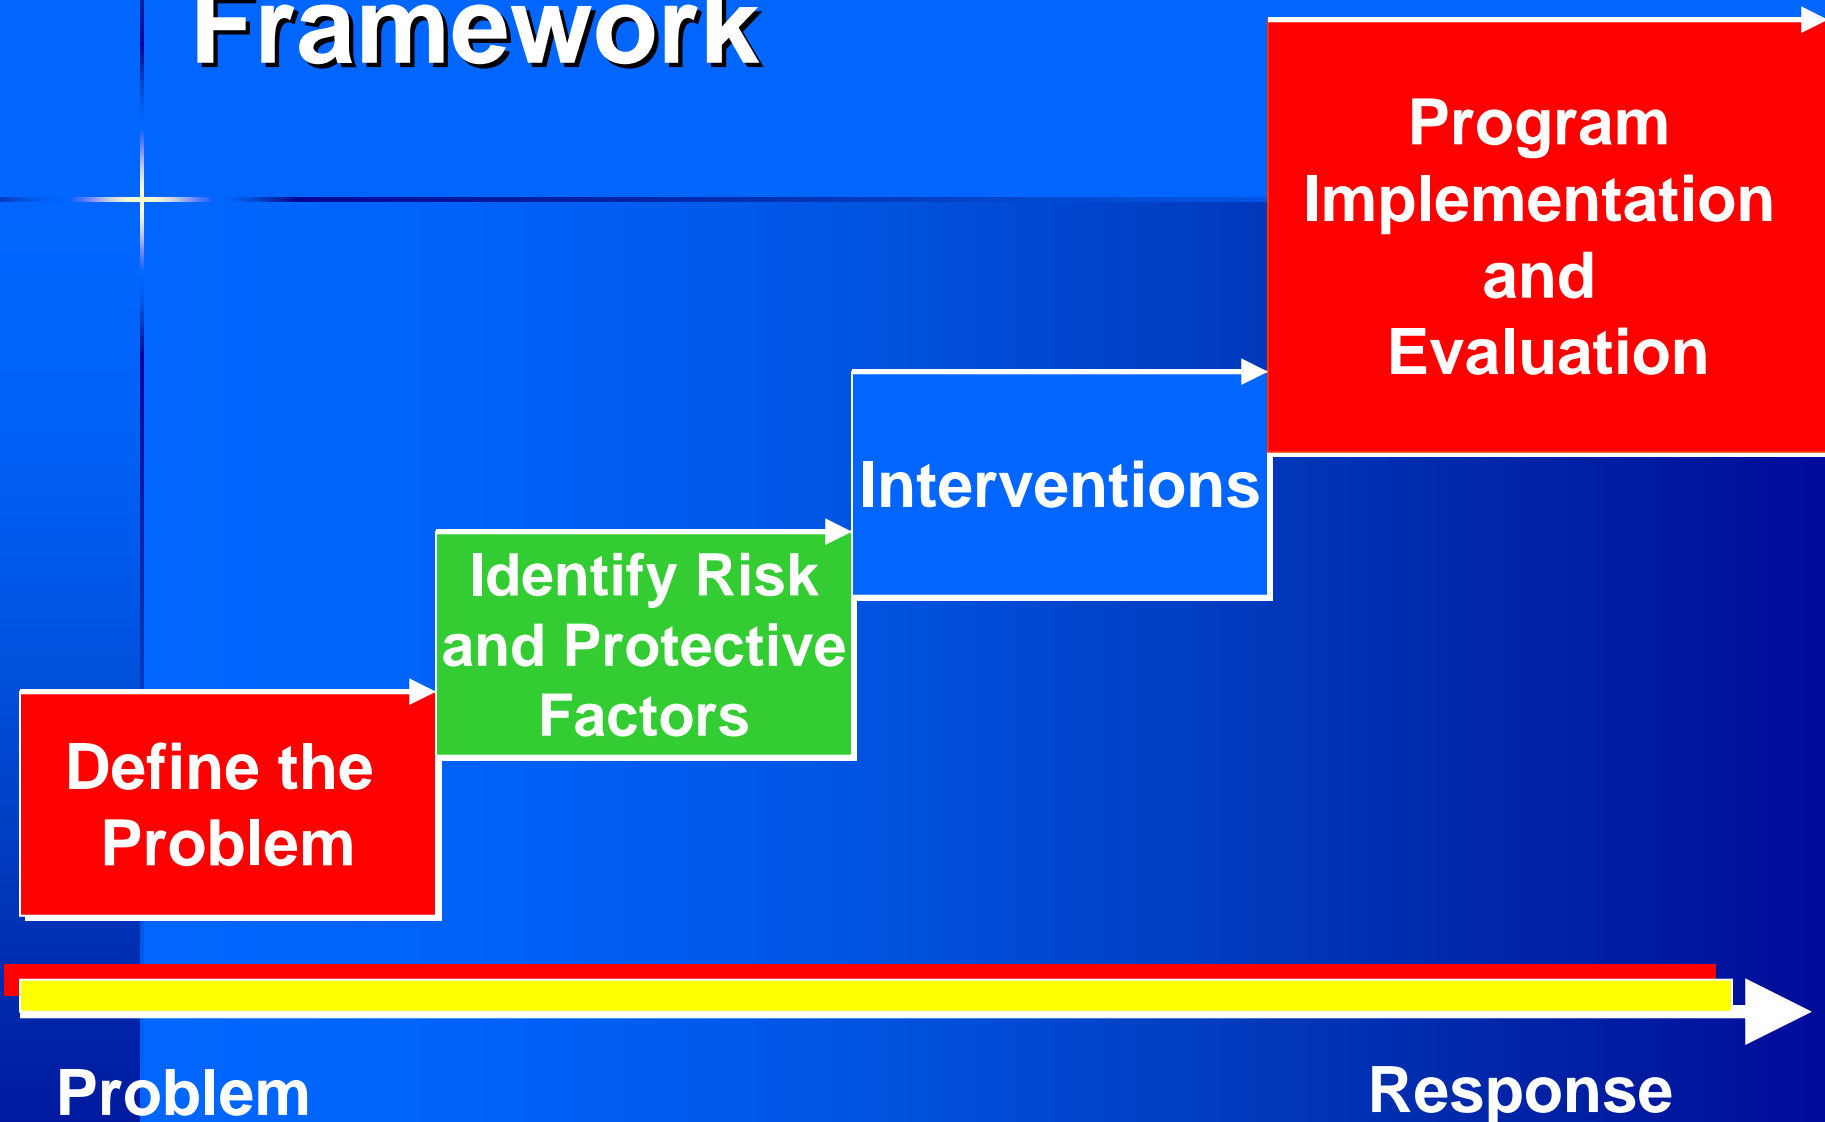 Framework
Program
Implementation
and
Evaluation
Interventions
Identify Risk
and Protective
Factors
Define the
Problem
Problem
Response